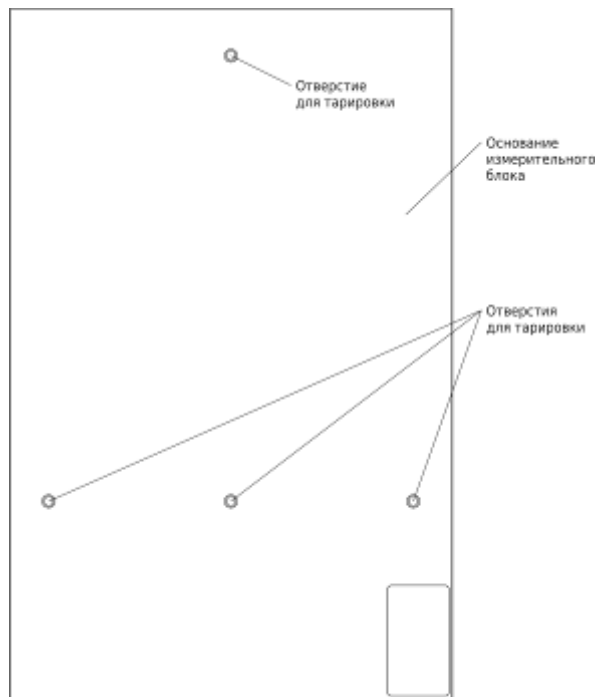 Отверстие
для тарировки
Основание
измерительного
блока
Отверстия
для тарировки